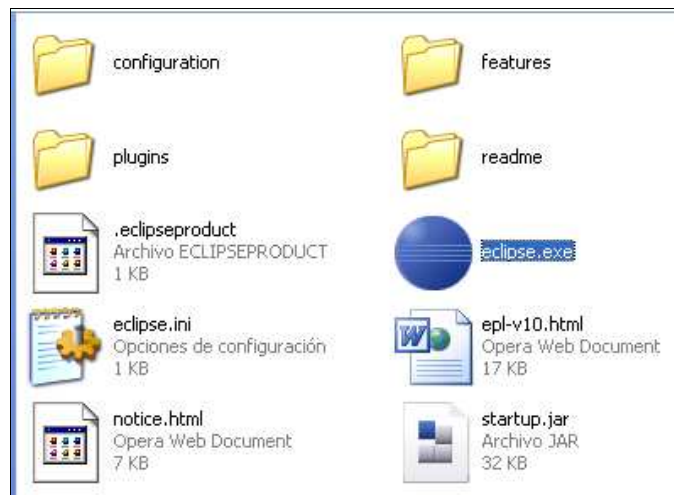 configuration
features
plugins
readme
.eclipseproduct
Archivo ECLIPSEPRODUCT
1 KB
eclipse.exe
eclipse.ini
Opciones de configuración
1 KB
epl-v10.html
Opera Web Document
17 KB
notice.html
Opera Web Document
7 KB
startup.jar
Archivo JAR
32 KB